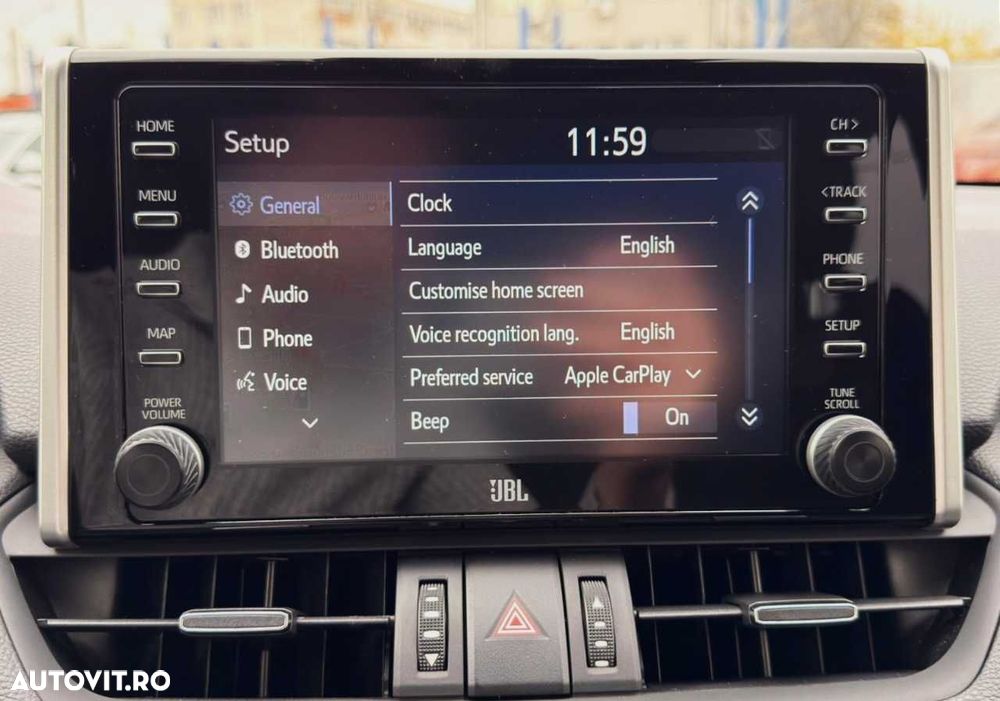 HOME
MENU
AUDIO
MAP
POWER
VOLUME
Setup
11:59
General
Bluetooth
Audio
Phone
Voice
Clock
Language English
Customise home screen
Voice recognition lang. English
Preferred service Apple CarPlay
Beep On
CH >
< TRACK
PHONE
SETUP
TUNE
SCROLL
JBL
AUTOVIT.RO